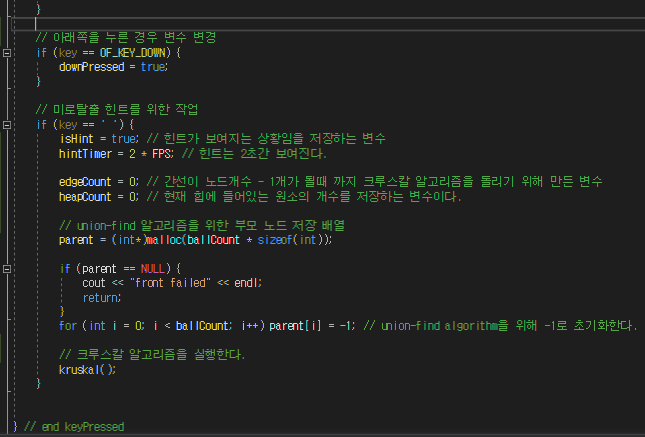 }
// 아래쪽을 누른 경우 변수 변경
if (key == OF_KEY_DOWN) {
downPressed = true;
}
// 미로탈출 힌트를 위한 작업
if (key == ' ') {
isHint = true; // 힌트가 보여지는 상황임을 저장하는 변수
hintTimer = 2 * FPS; // 힌트는 2초간 보여진다.
edgeCount = 0; // 간선이 노드개수 - 1개가 될때 까지 크루스칼 알고리즘을 돌리기 위해 만든 변수
heapCount = 0; // 현재 힙에 들어있는 원소의 개수를 저장하는 변수이다.
// union-find 알고리즘을 위한 부모 노드 저장 배열
parent = (int*)malloc(ballCount * sizeof(int));
if (parent == NULL) {
cout << "front failed" << endl;
return;
}
for (int i = 0; i < ballCount; i++) parent[i] = -1; // union-find algorithm을 위해 -1로 초기화한다.
// 크루스칼 알고리즘을 실행한다.
kruskal();
}
} // end keyPressed